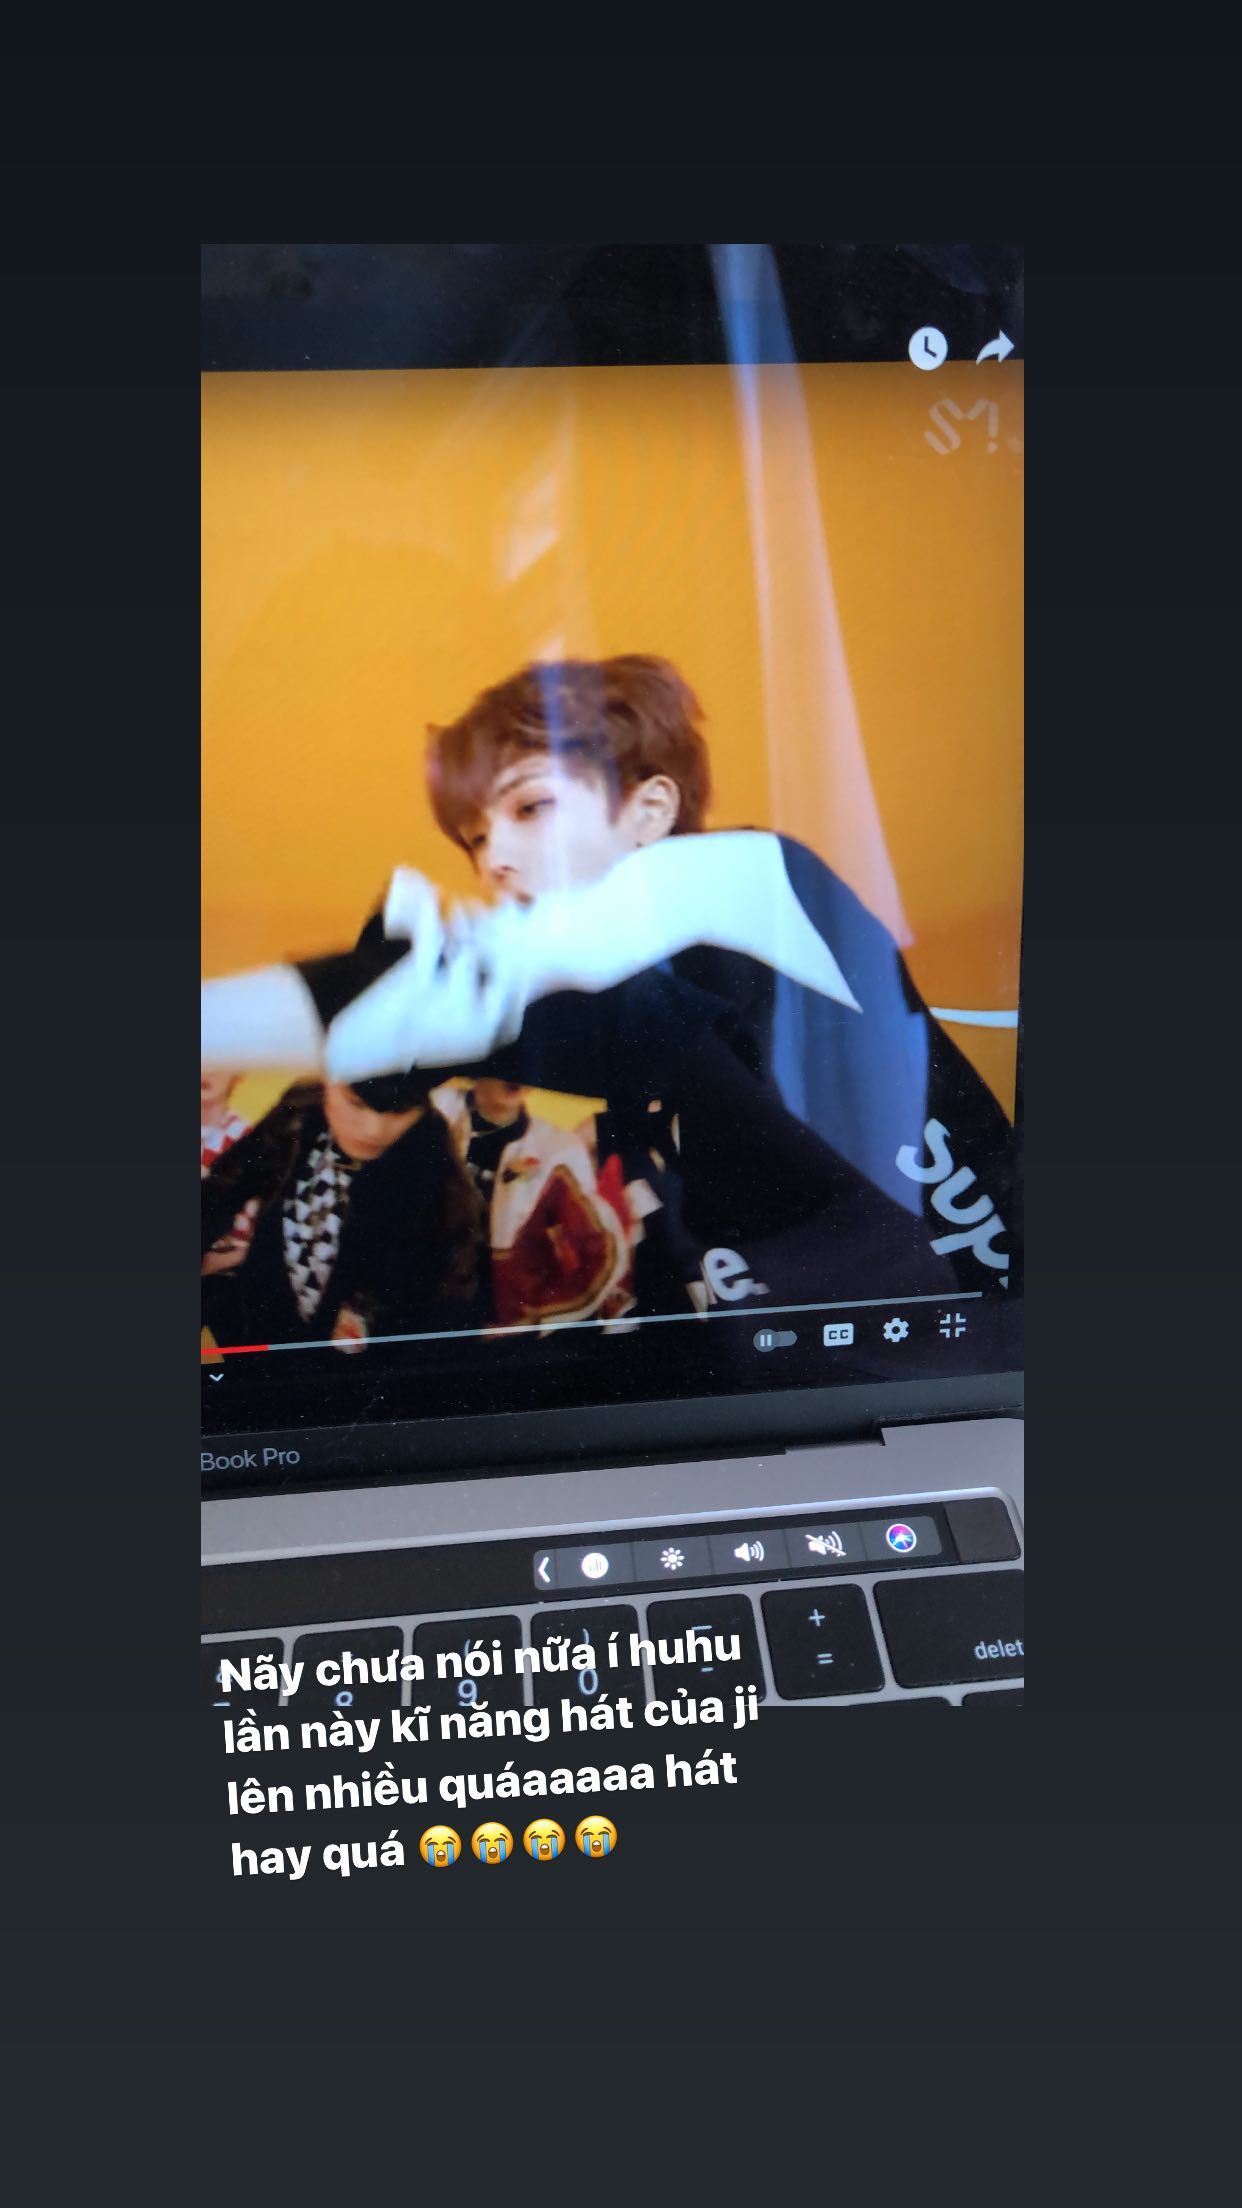 SM!
sup
e
CC
Book Pro
(
)
—
+
8
9
0
-
=
delet
Nãy chưa nói nữa í huhu
lần này kĩ năng hát của ji
lên nhiều quáaaaaa hát
hay quá 😭😭😭😭